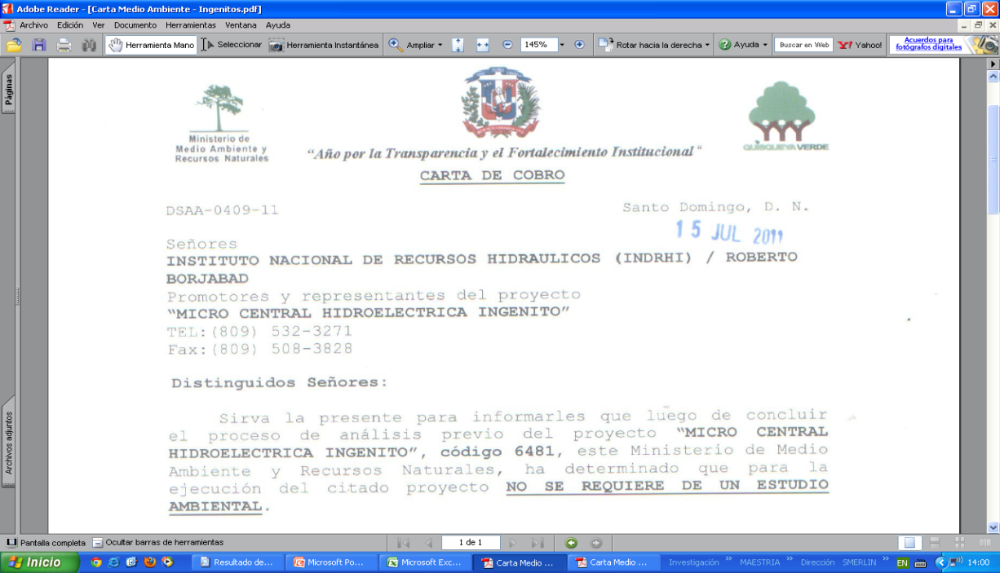 Adobe Reader - [Carta Medio Ambiente - Ingenitos.pdf]
Archivo Edición Ver Documento Herramientas Ventana Ayuda
Herramienta Mano Seleccionar Herramienta Instantánea Ampliar 145% Rotar hacia la derecha Ayuda Buscar en Web Y! Yahoo! Acuerdos para fotógrafos digitales
Páginas
Archivos adjuntos
Ministerio de
Medio Ambiente y
Recursos Naturales
QUISQUEYA VERDE
"Año por la Transparencia y el Fortalecimiento Institucional"
CARTA DE COBRO
DSAA-0409-11 Santo Domingo, D. N.
15 JUL 2011
Señores
INSTITUTO NACIONAL DE RECURSOS HIDRAULICOS (INDRHI) / ROBERTO
BORJABAD
Promotores y representantes del proyecto
"MICRO CENTRAL HIDROELECTRICA INGENITO"
TEL:(809) 532-3271
Fax:(809) 508-3828
Distinguidos Señores:
Sirva la presente para informarles que luego de concluir
el proceso de análisis previo del proyecto "MICRO CENTRAL
HIDROELECTRICA INGENITO", código 6481, este Ministerio de Medio
Ambiente y Recursos Naturales, ha determinado que para la
ejecución del citado proyecto NO SE REQUIERE DE UN ESTUDIO
AMBIENTAL.
Pantalla completa Ocultar barras de herramientas 1 de 1
Inicio Resultado de... Microsoft Po... Microsoft Exc... Carta Medio ... Carta Medio ... Investigación » MAESTRIA » Dirección SMERLIN » EN 14:00